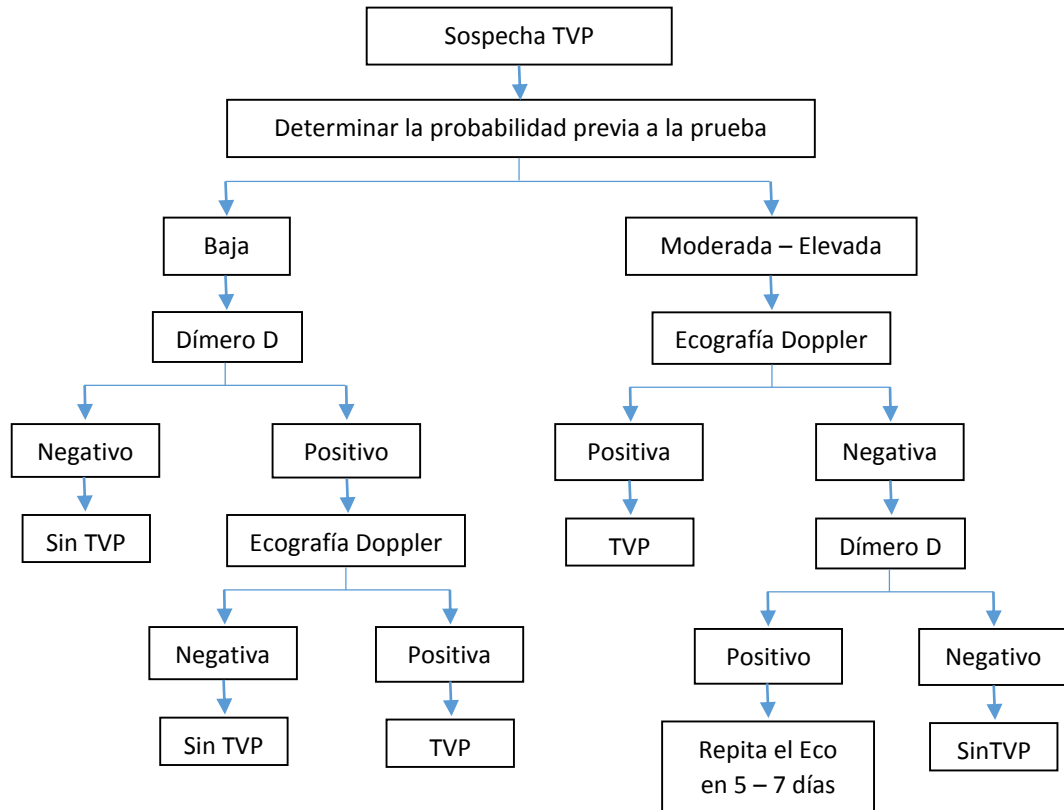 Sospecha TVP
Determinar la probabilidad previa a la prueba
Baja
Moderada – Elevada
Dímero D
Ecografía Doppler
Negativo
Positivo
Positiva
Negativa
Sin TVP
Ecografía Doppler
TVP
Dímero D
Negativa
Positiva
Positivo
Negativo
Sin TVP
TVP
Repita el Eco
en 5 – 7 días
SinTVP